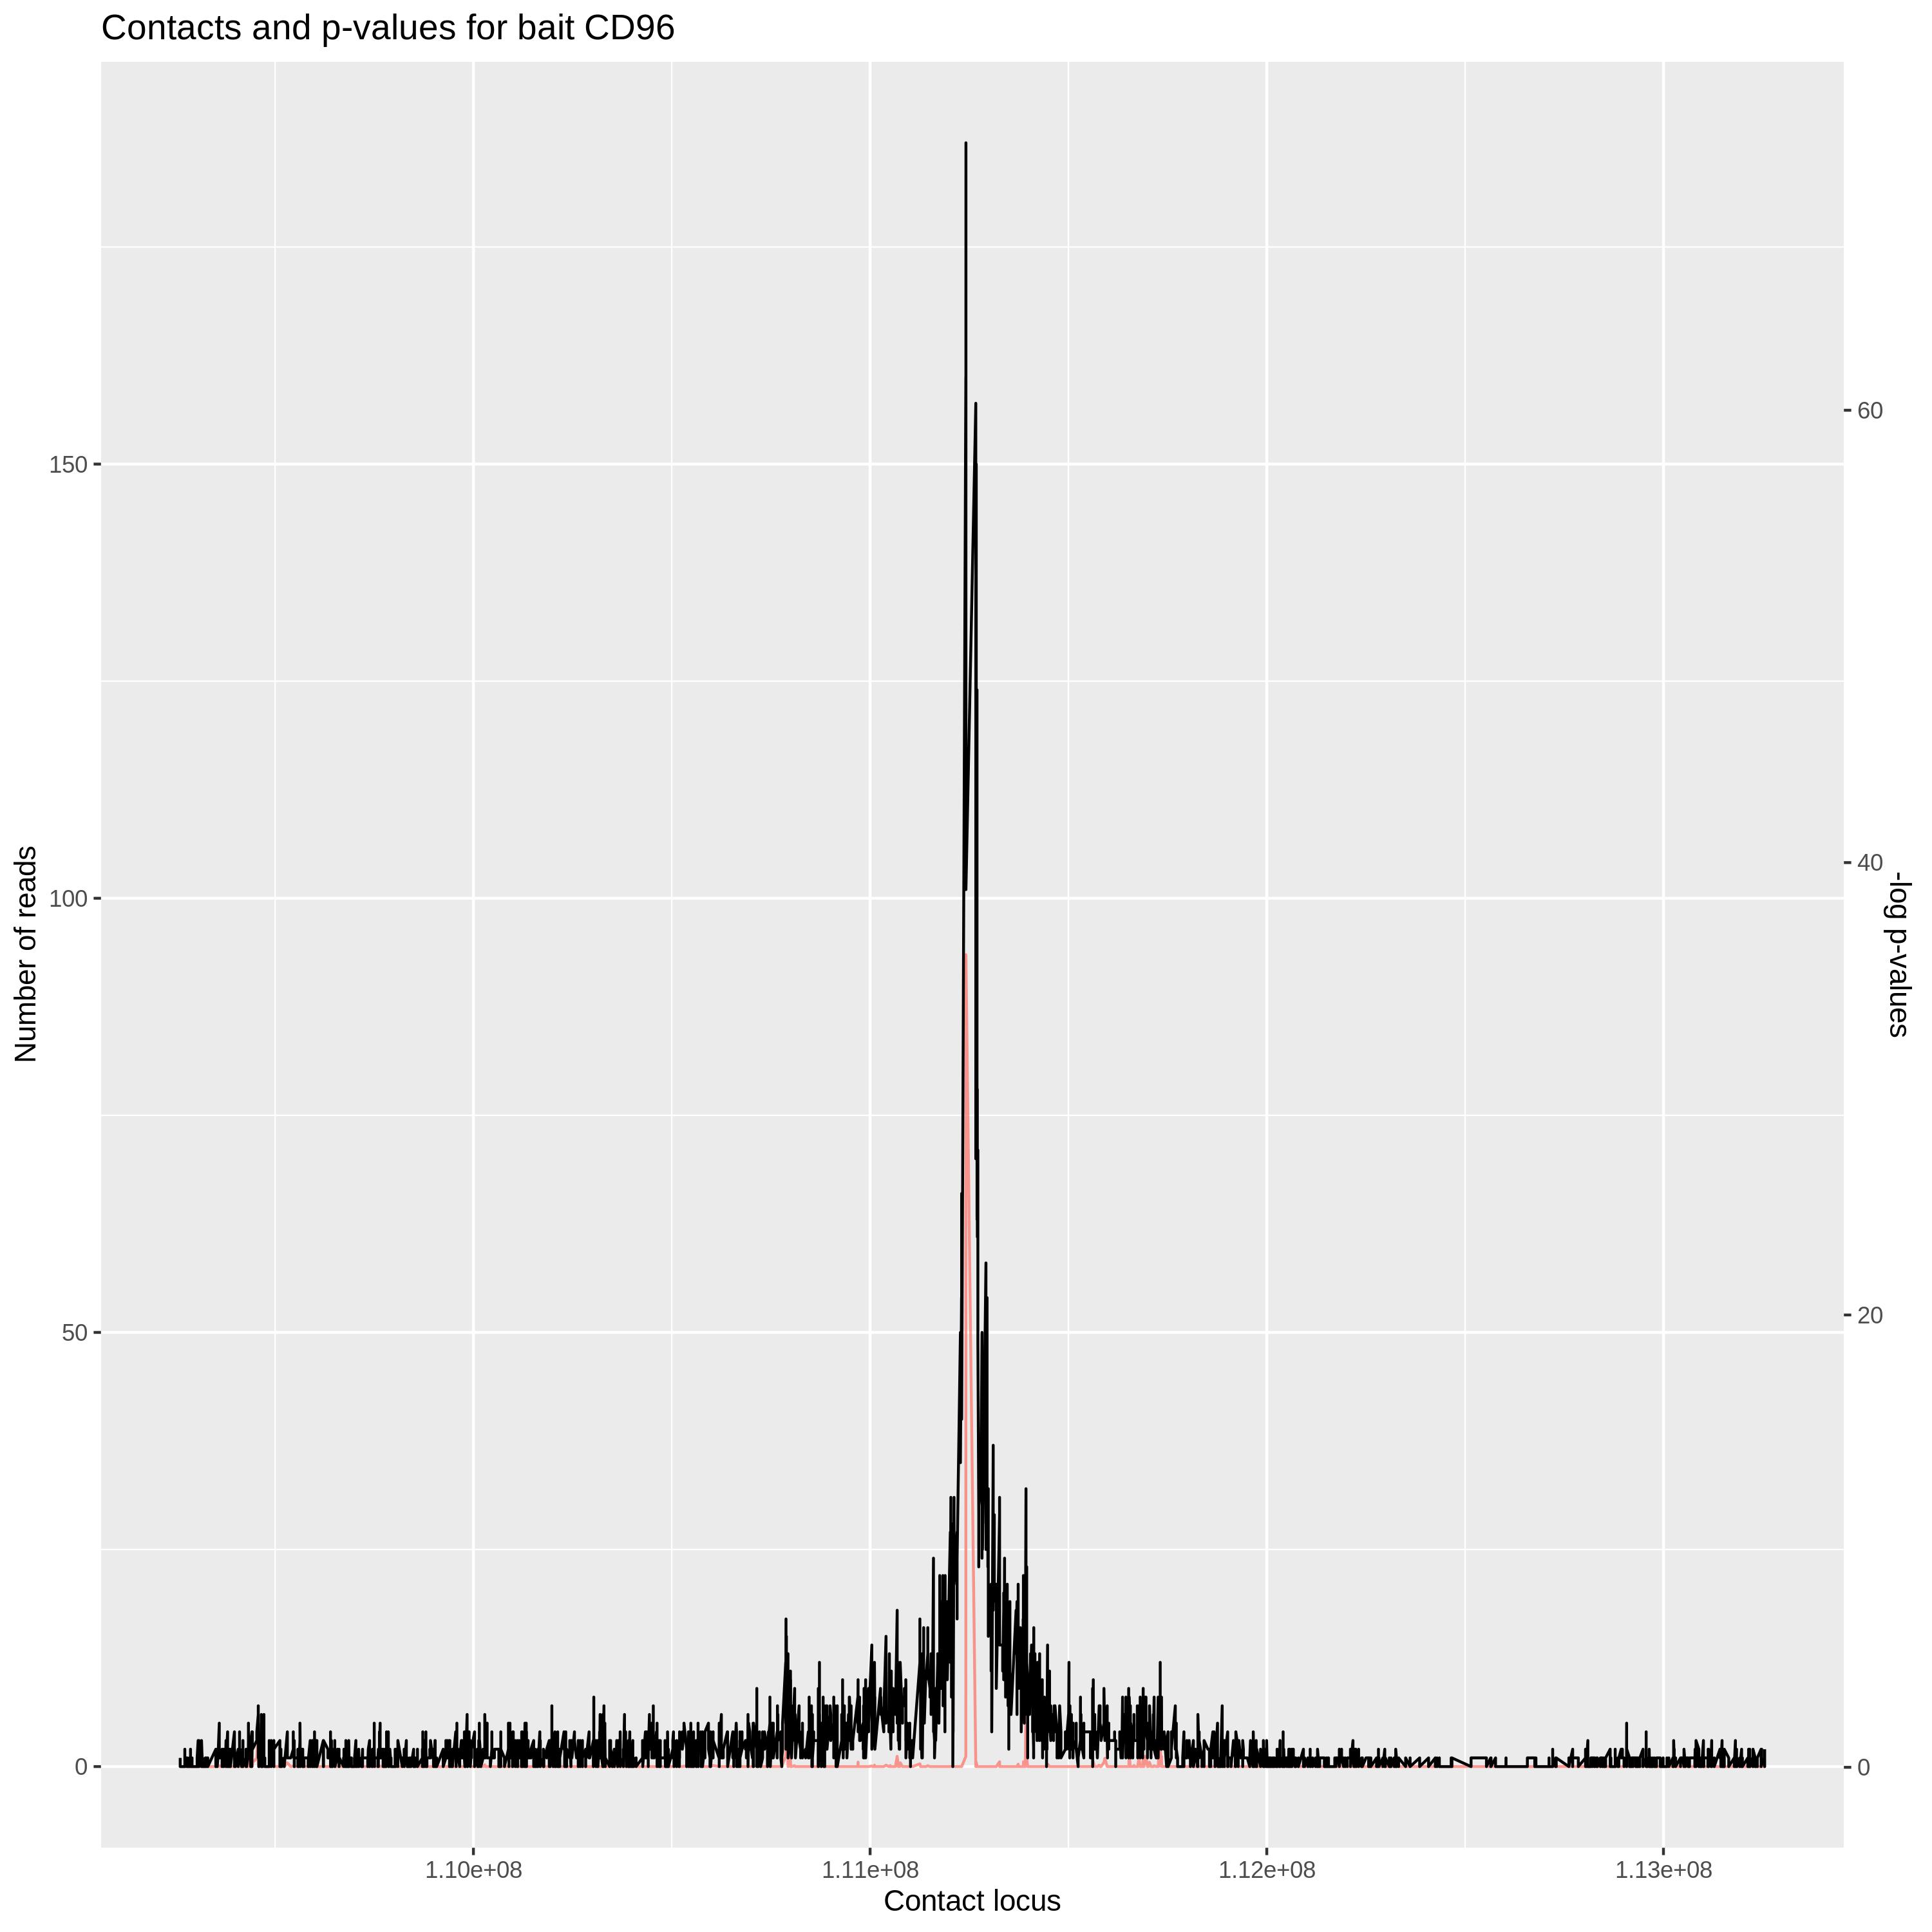 Contacts and p-values for bait CD96
Number of reads
150
100
50
0
60
40
20
0
-log p-values
1.10e+08
1.11e+08
1.12e+08
1.13e+08
Contact locus